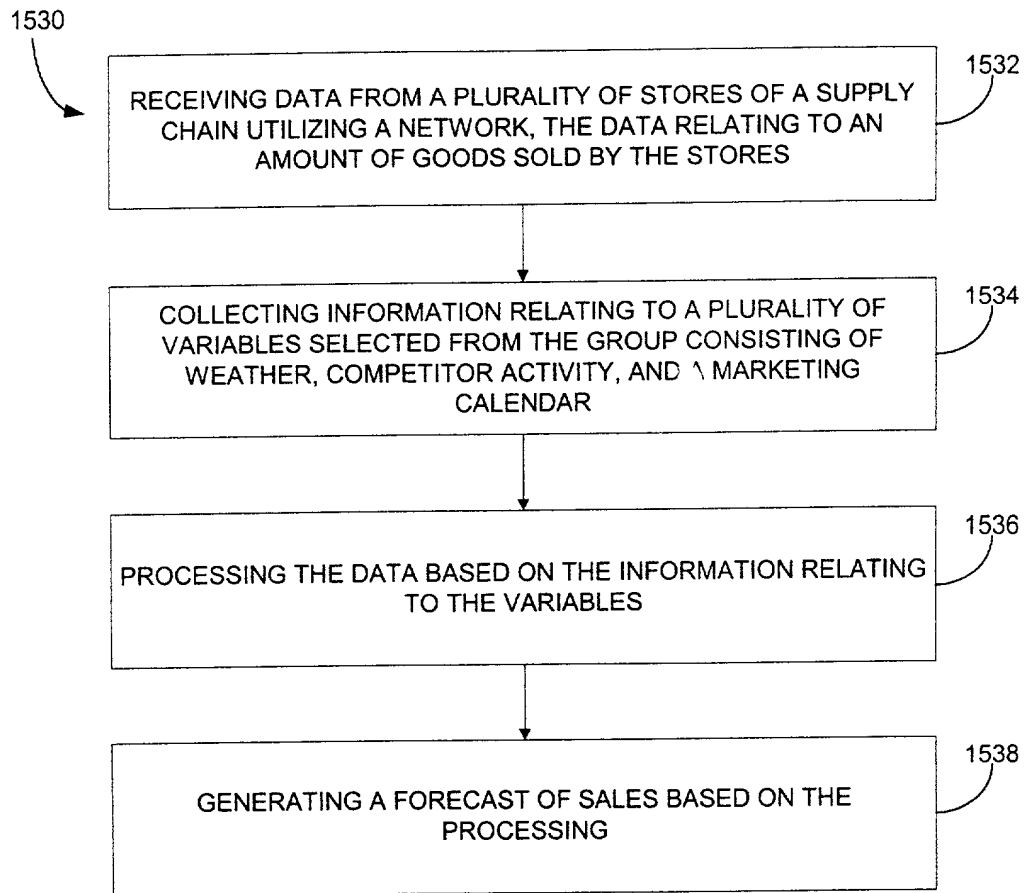 1530
1532
RECEIVING DATA FROM A PLURALITY OF STORES OF A SUPPLY
CHAIN UTILIZING A NETWORK, THE DATA RELATING TO AN
AMOUNT OF GOODS SOLD BY THE STORES
1534
COLLECTING INFORMATION RELATING TO A PLURALITY OF
VARIABLES SELECTED FROM THE GROUP CONSISTING OF
WEATHER, COMPETITOR ACTIVITY, AND A MARKETING
CALENDAR
1536
PROCESSING THE DATA BASED ON THE INFORMATION RELATING
TO THE VARIABLES
1538
GENERATING A FORECAST OF SALES BASED ON THE
PROCESSING